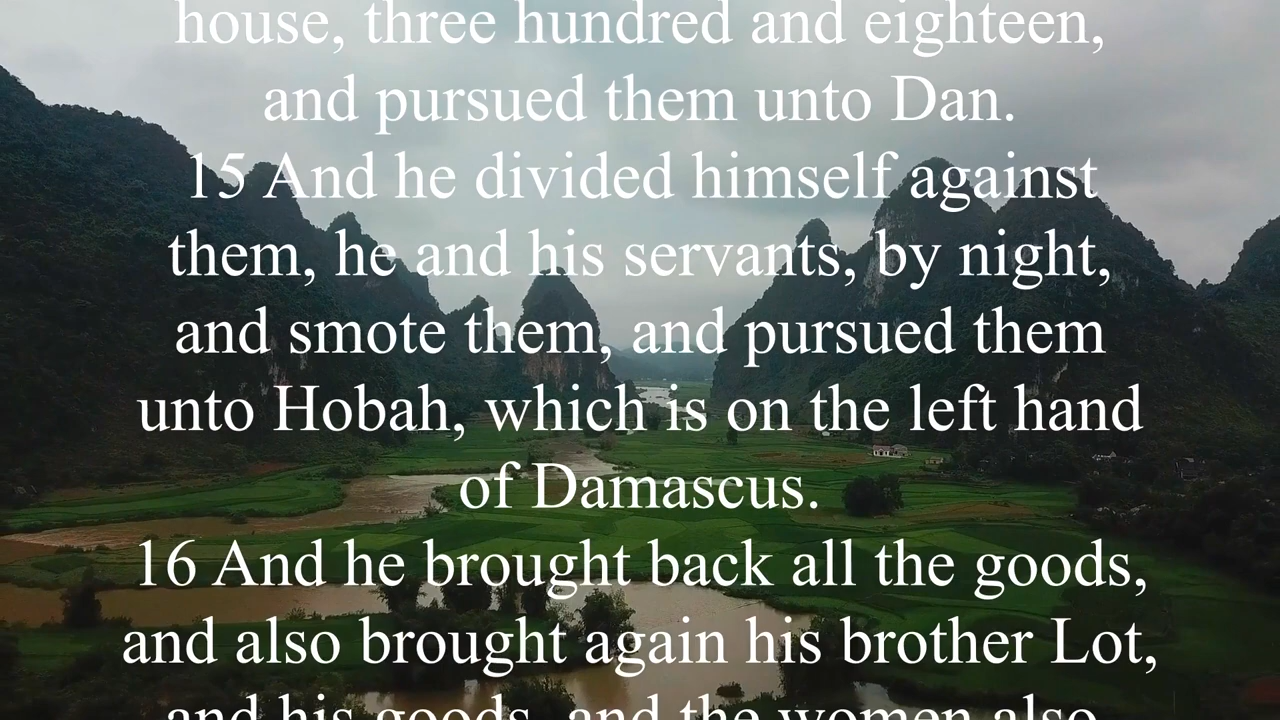 house, three hundred and eighteen,
and pursued them unto Dan.
15 And he divided himself against
them, he and his servants, by night,
and smote them, and pursued them
unto Hobah, which is on the left hand
of Damascus.
16 And he brought back all the goods,
and also brought again his brother Lot,
and his goods, and the women also,